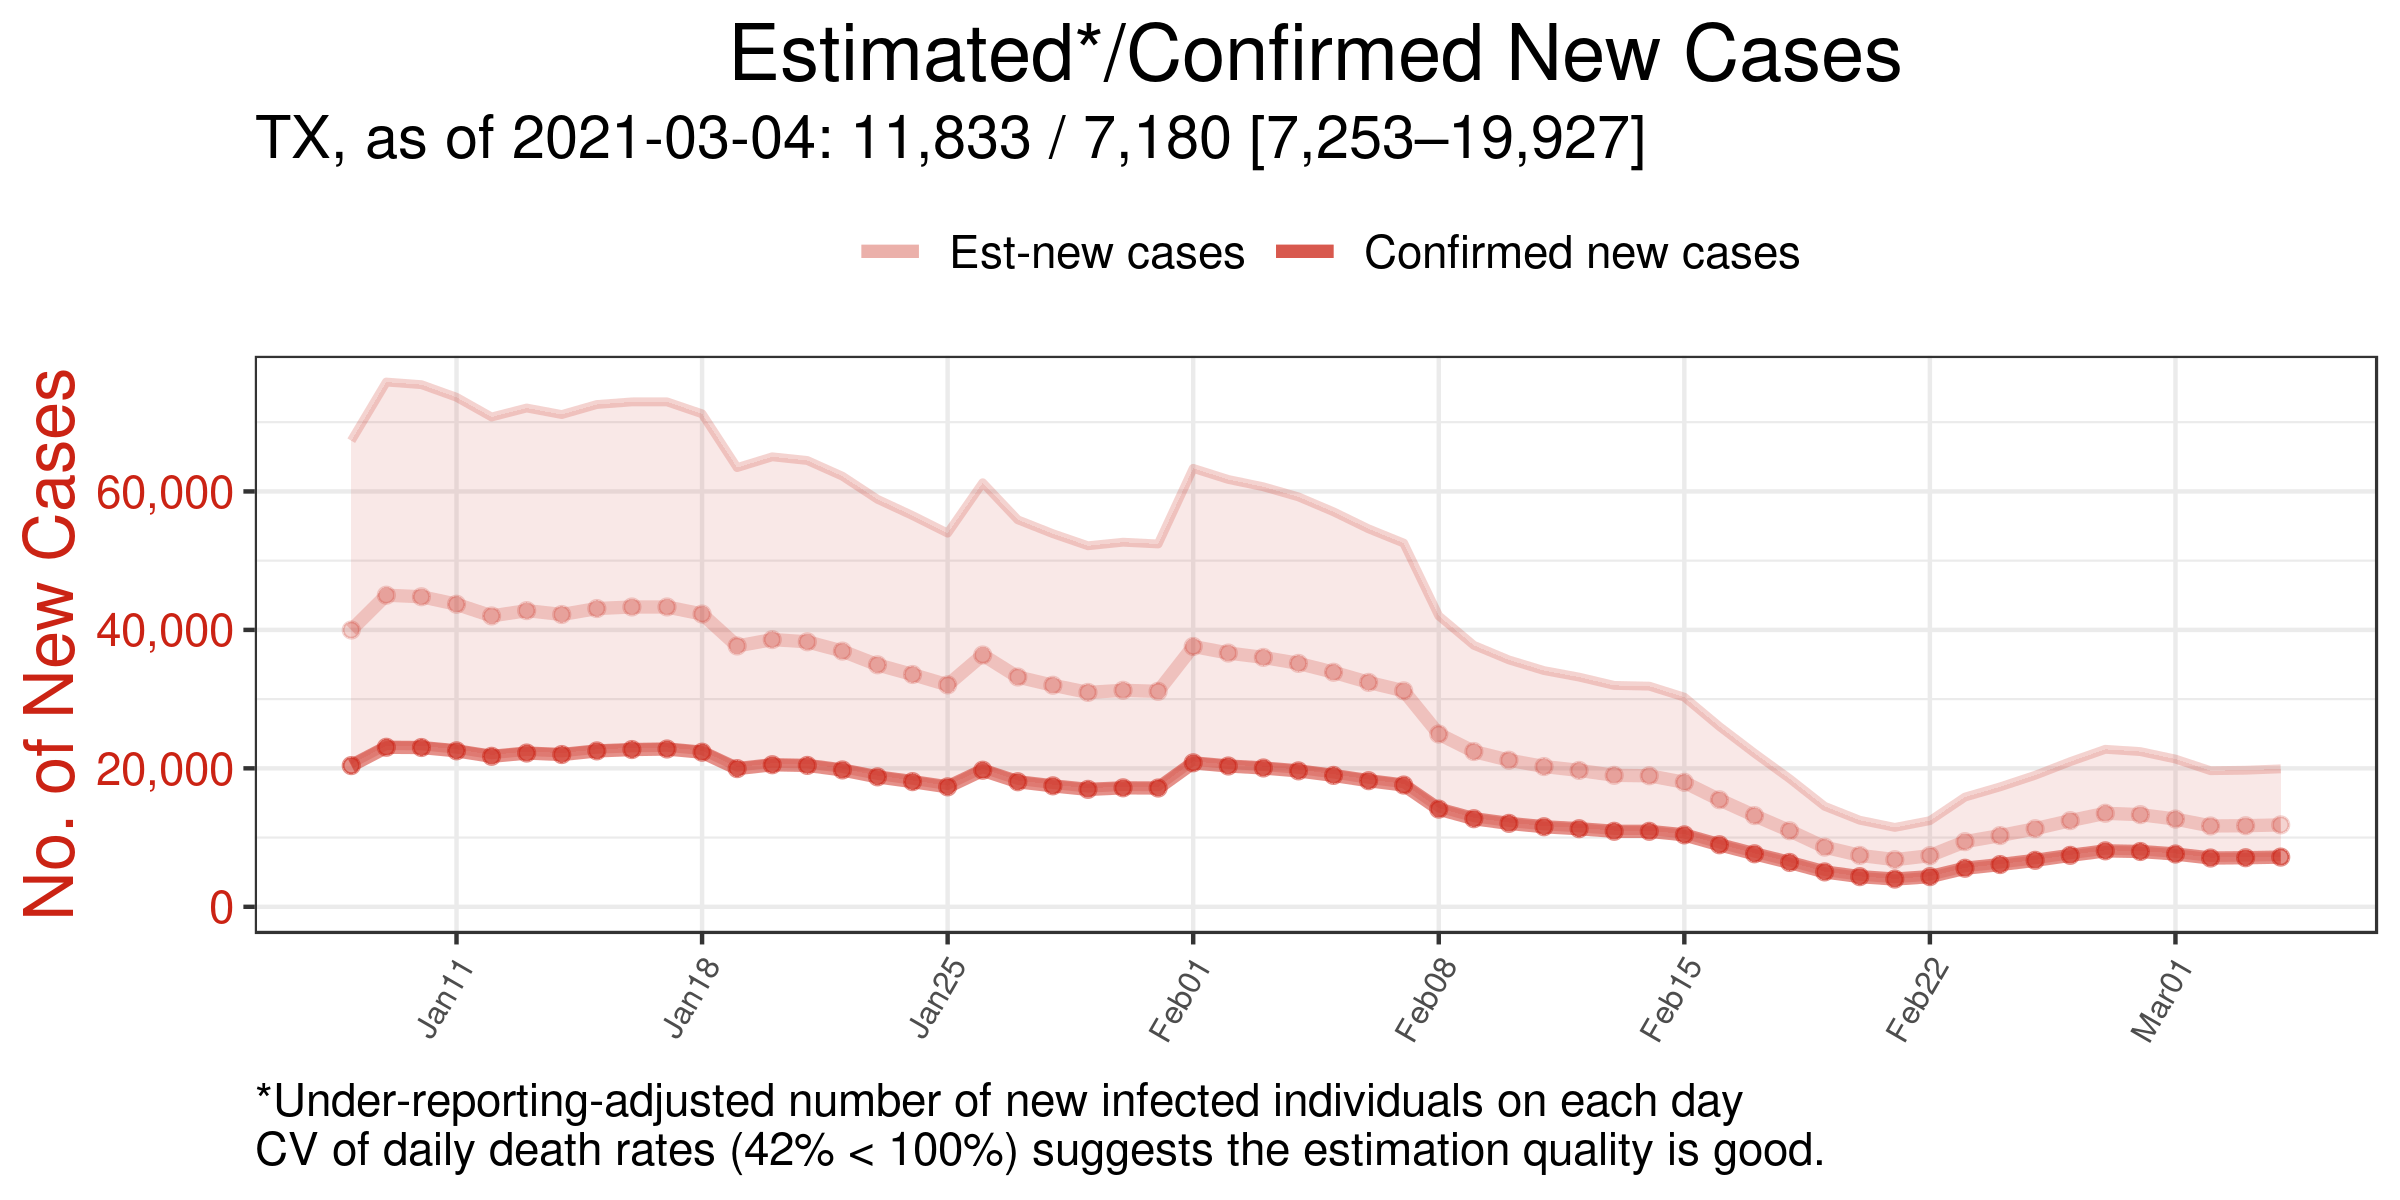 Estimated*/Confirmed New Cases
TX, as of 2021-03-04: 11,833 / 7,180 [7,253–19,927]
Est-new cases
Confirmed new cases
No. of New Cases
60,000
40,000
20,000
0
Jan11
Jan18
Jan25
Feb01
Feb08
Feb15
Feb22
Mar01
*Under-reporting-adjusted number of new infected individuals on each day
CV of daily death rates (42% < 100%) suggests the estimation quality is good.